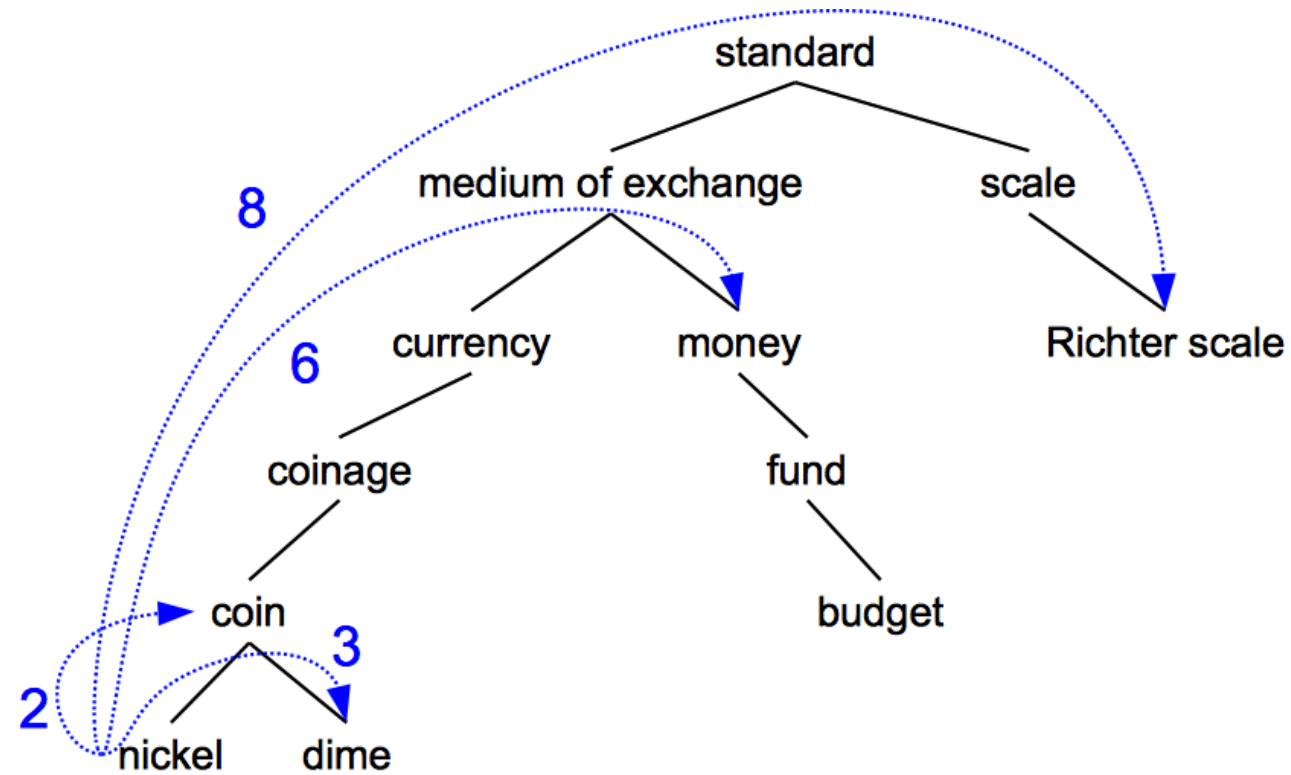 standard
8
medium of exchange
scale
6
currency
money
Richter scale
coinage
fund
coin
budget
3
2
nickel
dime